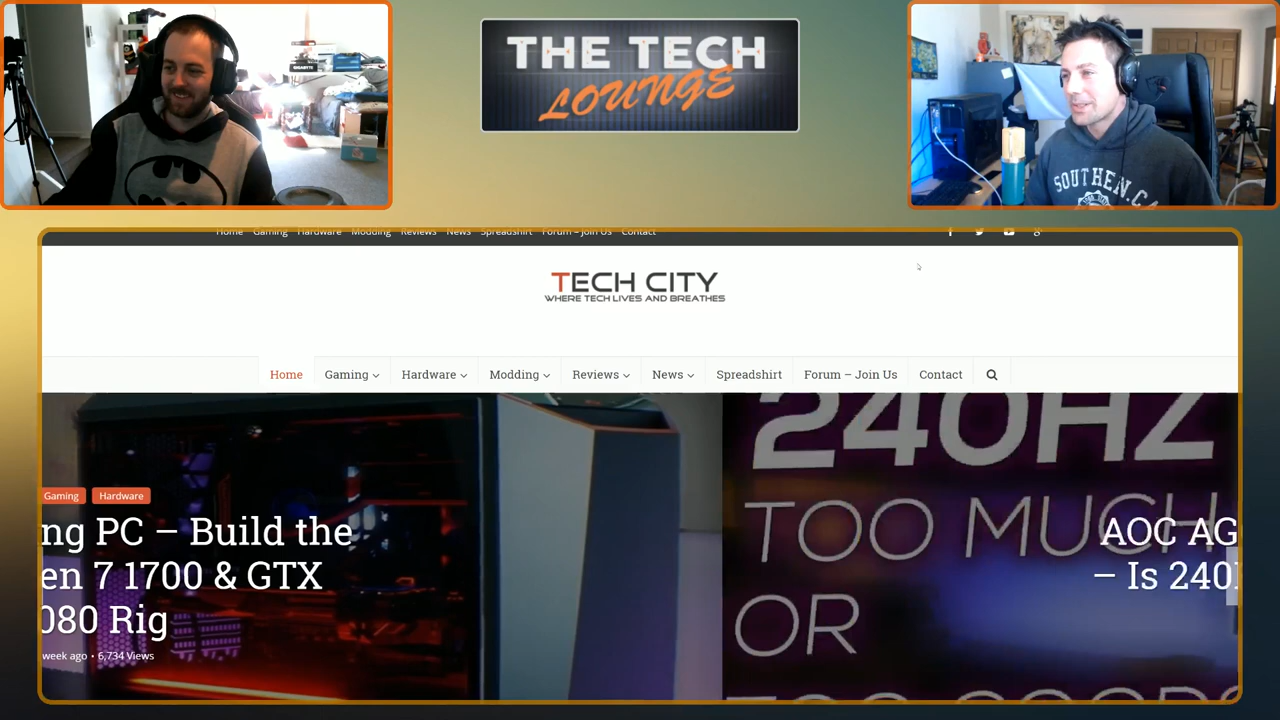 THE TECH
LOUNGE
SOUTHERN.CA
Home Gaming Hardware Modding Reviews News Spreadshirt Forum – Join Us Contact
TECH CITY
WHERE TECH LIVES AND BREATHES
Home Gaming Hardware Modding Reviews News Spreadshirt Forum – Join Us Contact
Gaming Hardware
ng PC – Build the
en 7 1700 & GTX
080 Rig
week ago • 6,734 Views
240HZ
TOO MUCH
OR
AOC AG
– Is 240